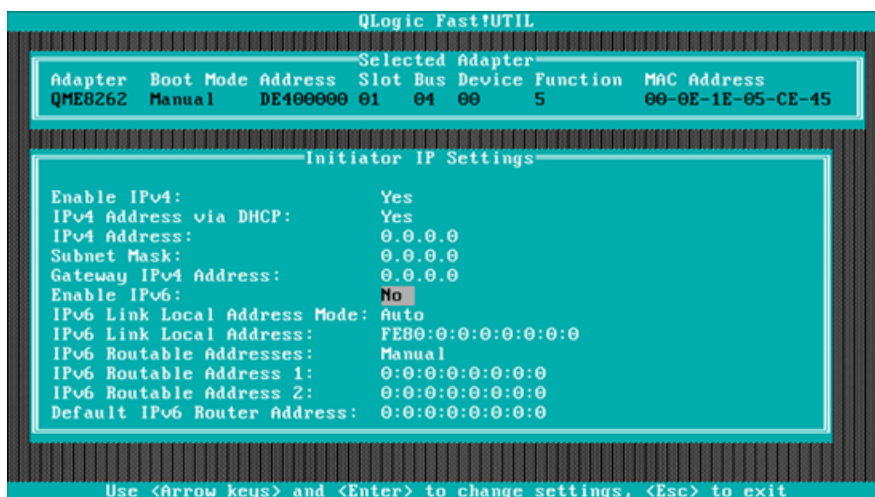 QLogic Fast!UTIL
Selected Adapter
Adapter Boot Mode Address Slot Bus Device Function MAC Address
QME8262 Manual DE400000 01 04 00 5 00-0E-1E-05-CE-45
Initiator IP Settings
Enable IPv4: Yes
IPv4 Address via DHCP: Yes
IPv4 Address: 0.0.0.0
Subnet Mask: 0.0.0.0
Gateway IPv4 Address: 0.0.0.0
Enable IPv6: No
IPv6 Link Local Address Mode: Auto
IPv6 Link Local Address: FE80:0:0:0:0:0:0:0
IPv6 Routable Addresses: Manual
IPv6 Routable Address 1: 0:0:0:0:0:0:0:0
IPv6 Routable Address 2: 0:0:0:0:0:0:0:0
Default IPv6 Router Address: 0:0:0:0:0:0:0:0
Use <Arrow keys> and <Enter> to change settings, <Esc> to exit